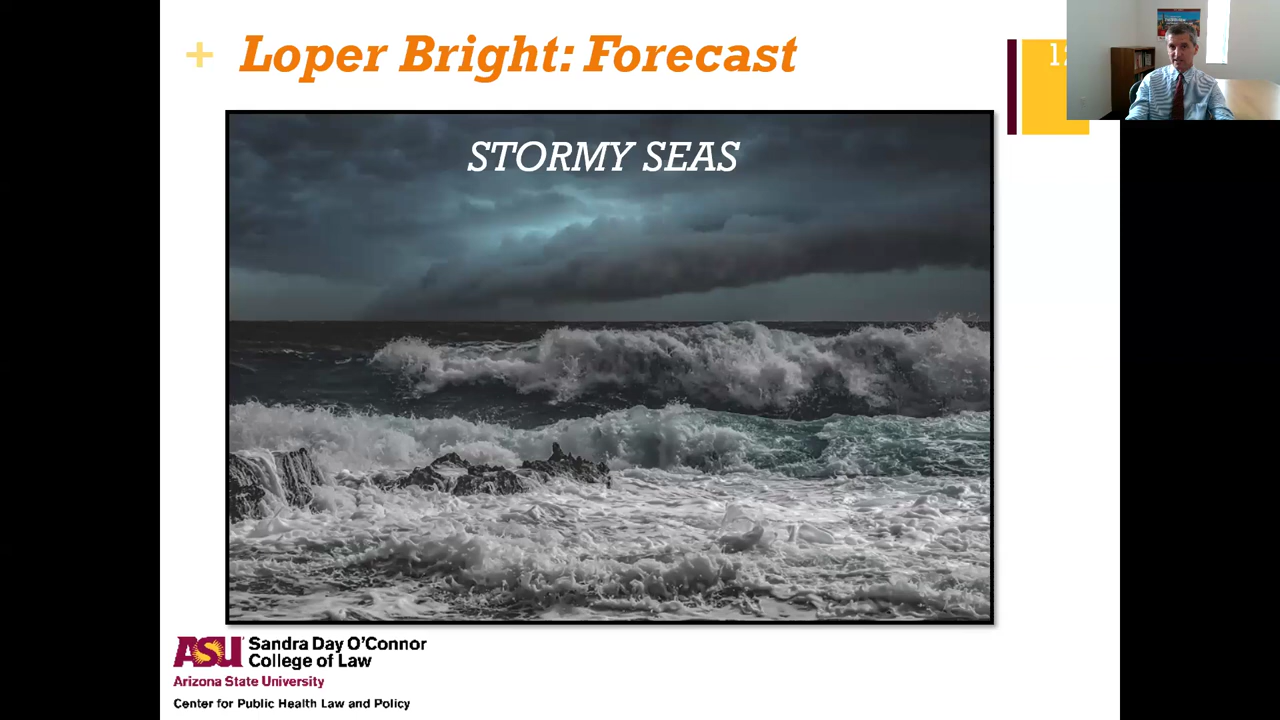 + Loper Bright: Forecast
STORMY SEAS
ASU Sandra Day O'Connor
College of Law
Arizona State University
Center for Public Health Law and Policy